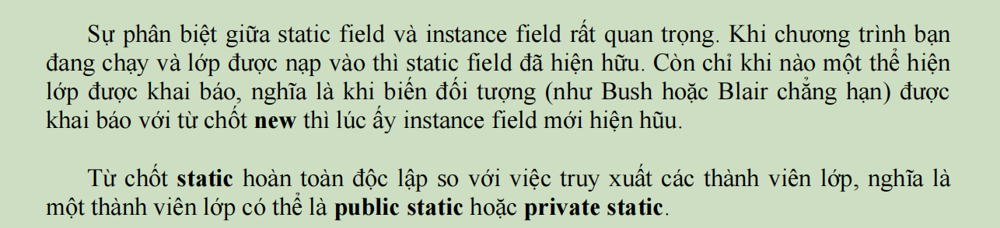 Sự phân biệt giữa static field và instance field rất quan trọng. Khi chương trình bạn
đang chạy và lớp được nạp vào thì static field đã hiện hữu. Còn chỉ khi nào một thể hiện
lớp được khai báo, nghĩa là khi biến đối tượng (như Bush hoặc Blair chẳng hạn) được
khai báo với từ chốt new thì lúc ấy instance field mới hiện hữu.
Từ chốt static hoàn toàn độc lập so với việc truy xuất các thành viên lớp, nghĩa là
một thành viên lớp có thể là public static hoặc private static.